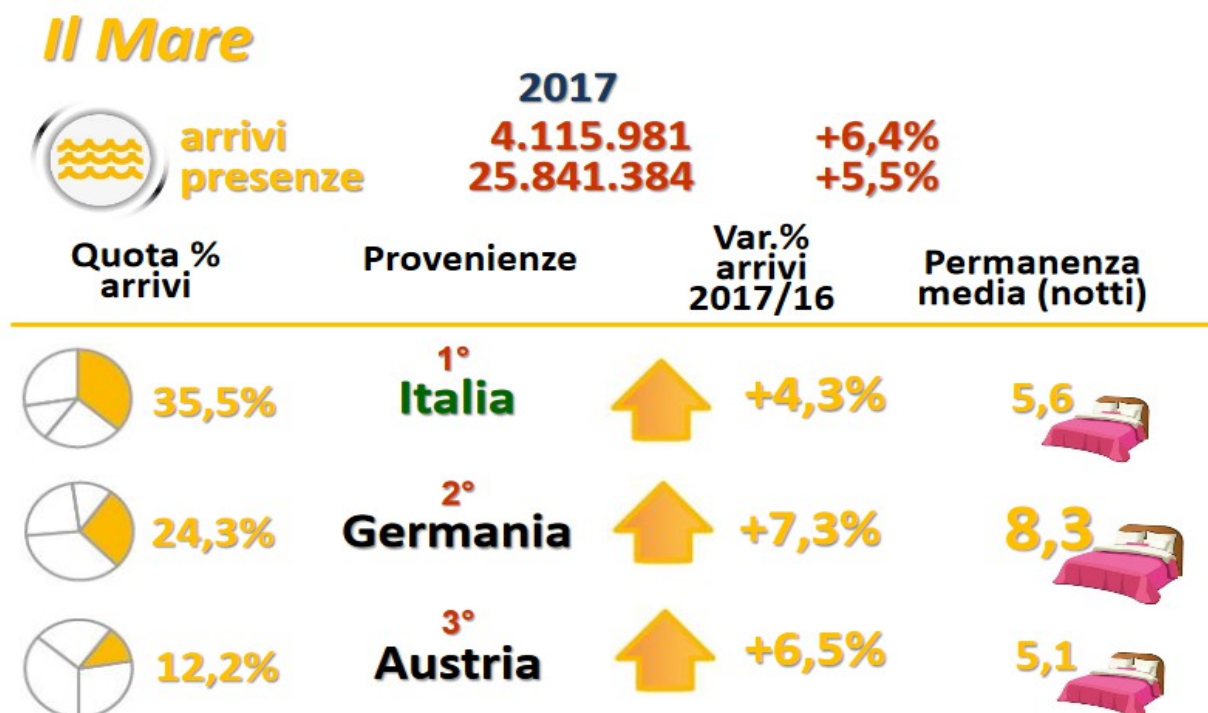 Il Mare
2017
arrivi 4.115.981 +6,4%
presenze 25.841.384 +5,5%
Quota %
arrivi
Provenienze
Var.%
arrivi
2017/16
Permanenza
media (notti)
1°
35,5% Italia +4,3% 5,6
2°
24,3% Germania +7,3% 8,3
3°
12,2% Austria +6,5% 5,1